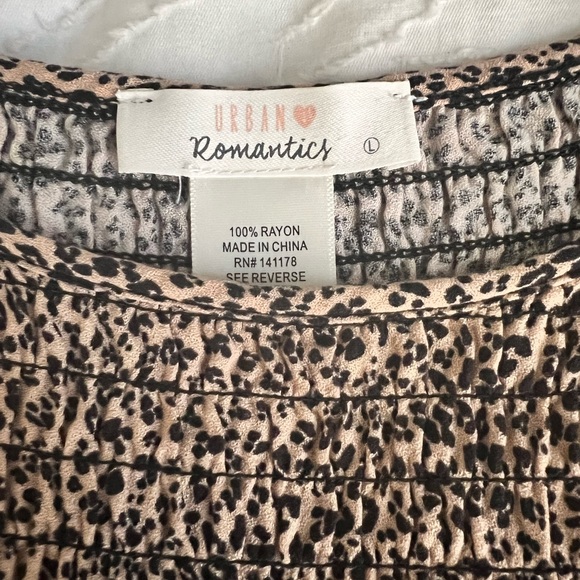 URBAN
Romantics
L
100% RAYON
MADE IN CHINA
RN# 141178
SEE REVERSE